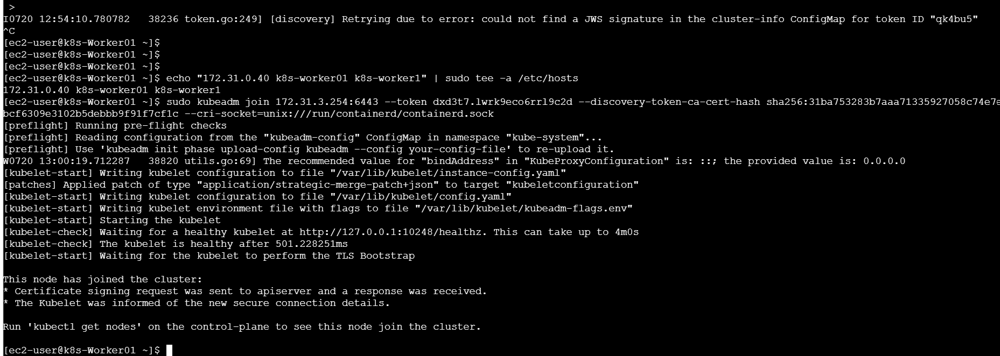 >
I0720 12:54:10.780782   38236 token.go:249] [discovery] Retrying due to error: could not find a JWS signature in the cluster-info ConfigMap for token ID "qk4bu5"
^C
[ec2-user@k8s-Worker01 ~]$
[ec2-user@k8s-Worker01 ~]$
[ec2-user@k8s-Worker01 ~]$
[ec2-user@k8s-Worker01 ~]$ echo "172.31.0.40 k8s-worker01 k8s-worker1" | sudo tee -a /etc/hosts
172.31.0.40 k8s-worker01 k8s-worker1
[ec2-user@k8s-Worker01 ~]$ sudo kubeadm join 172.31.3.254:6443 --token dxd3t7.lwrk9eco6rrl9c2d --discovery-token-ca-cert-hash sha256:31ba753283b7aaa71335927058c74e7e
bcf6309e3102b5debbb9f91f7cf1c --cri-socket=unix:///run/containerd/containerd.sock
[preflight] Running pre-flight checks
[preflight] Reading configuration from the "kubeadm-config" ConfigMap in namespace "kube-system"...
[preflight] Use 'kubeadm init phase upload-config kubeadm --config your-config-file' to re-upload it.
W0720 13:00:19.712287   38820 utils.go:69] The recommended value for "bindAddress" in "KubeProxyConfiguration" is: ::; the provided value is: 0.0.0.0
[kubelet-start] Writing kubelet configuration to file "/var/lib/kubelet/instance-config.yaml"
[patches] Applied patch of type "application/strategic-merge-patch+json" to target "kubeletconfiguration"
[kubelet-start] Writing kubelet configuration to file "/var/lib/kubelet/config.yaml"
[kubelet-start] Writing kubelet environment file with flags to file "/var/lib/kubelet/kubeadm-flags.env"
[kubelet-start] Starting the kubelet
[kubelet-check] Waiting for a healthy kubelet at http://127.0.0.1:10248/healthz. This can take up to 4m0s
[kubelet-check] The kubelet is healthy after 501.228251ms
[kubelet-start] Waiting for the kubelet to perform the TLS Bootstrap

This node has joined the cluster:
* Certificate signing request was sent to apiserver and a response was received.
* The Kubelet was informed of the new secure connection details.

Run 'kubectl get nodes' on the control-plane to see this node join the cluster.

[ec2-user@k8s-Worker01 ~]$